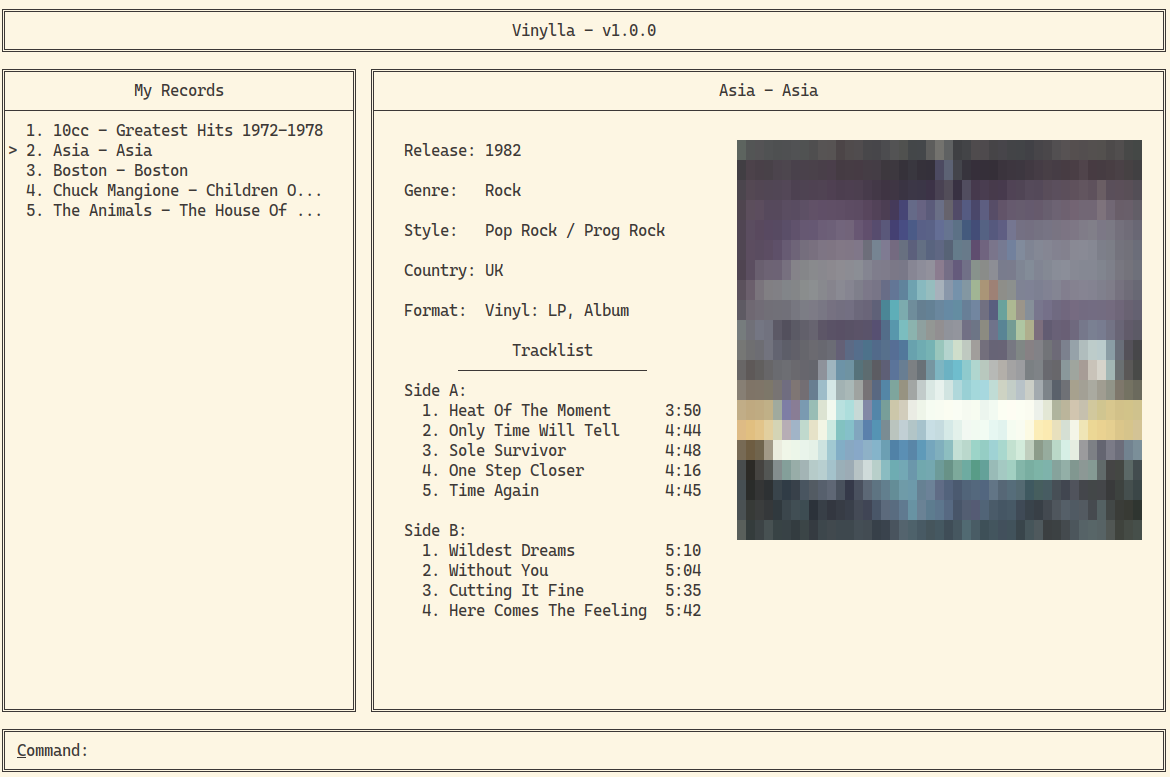 Vinylla - v1.0.0
My Records
1. 10cc - Greatest Hits 1972-1978
> 2. Asia - Asia
3. Boston - Boston
4. Chuck Mangione - Children O...
5. The Animals - The House Of ...
Asia - Asia
Release: 1982
Genre: Rock
Style: Pop Rock / Prog Rock
Country: UK
Format: Vinyl: LP, Album
Tracklist
Side A:
1. Heat Of The Moment 3:50
2. Only Time Will Tell 4:44
3. Sole Survivor 4:48
4. One Step Closer 4:16
5. Time Again 4:45
Side B:
1. Wildest Dreams 5:10
2. Without You 5:04
3. Cutting It Fine 5:35
4. Here Comes The Feeling 5:42
Command: